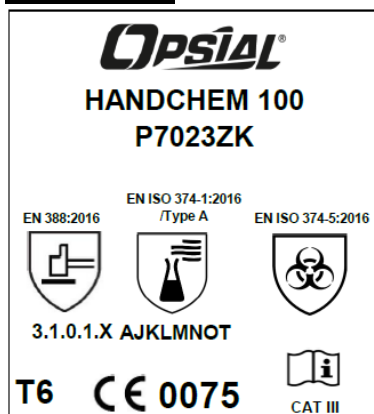 OPSIAL®
HANDCHEM 100
P7023ZK
EN 388:2016
EN ISO 374-1:2016
/Type A
EN ISO 374-5:2016
3.1.0.1.X AJKLMNOT
i
T6 CE 0075
CAT III